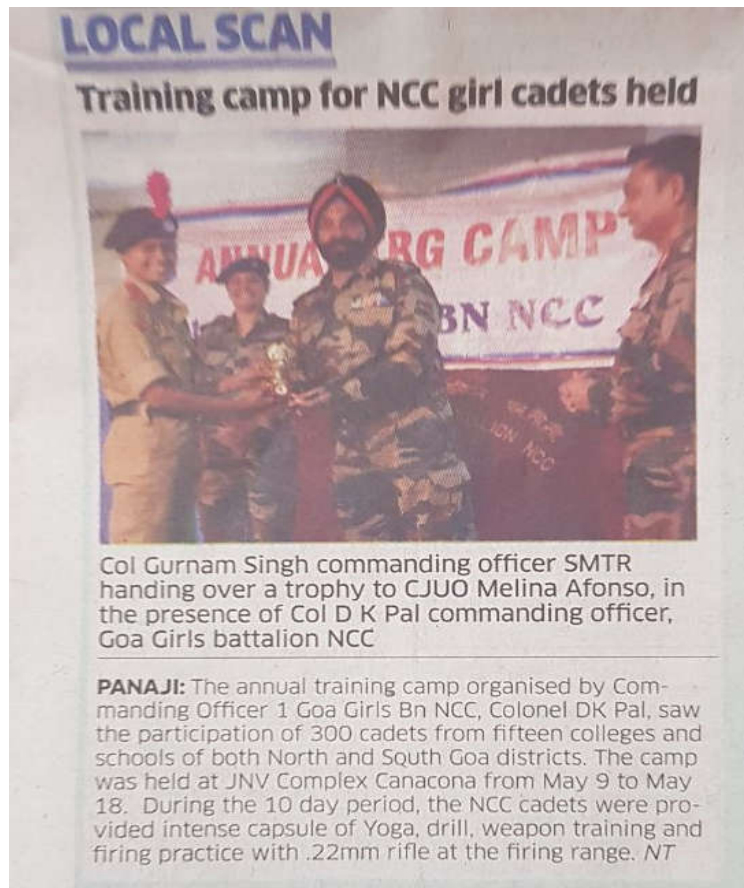 LOCAL SCAN
Training camp for NCC girl cadets held
ANNUA RG CAMP
BN NCC
ION NCC
Col Gurnam Singh commanding officer SMTR
handing over a trophy to CJUO Melina Afonso, in
the presence of Col D K Pal commanding officer,
Goa Girls battalion NCC
PANAJI: The annual training camp organised by Com-
manding Officer 1 Goa Girls Bn NCC, Colonel DK Pal, saw
the participation of 300 cadets from fifteen colleges and
schools of both North and South Goa districts. The camp
was held at JNV Complex Canacona from May 9 to May
18. During the 10 day period, the NCC cadets were pro-
vided intense capsule of Yoga, drill, weapon training and
firing practice with .22mm rifle at the firing range. NT